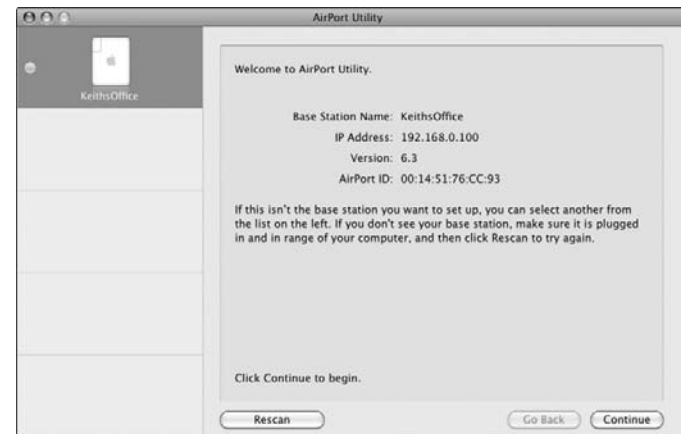 AirPort Utility
KeithsOffice
Welcome to AirPort Utility.
Base Station Name: KeithsOffice
IP Address: 192.168.0.100
Version: 6.3
AirPort ID: 00:14:51:76:CC:93
If this isn't the base station you want to set up, you can select another from
the list on the left. If you don't see your base station, make sure it is plugged
in and in range of your computer, and then click Rescan to try again.
Click Continue to begin.
Rescan
Go Back
Continue